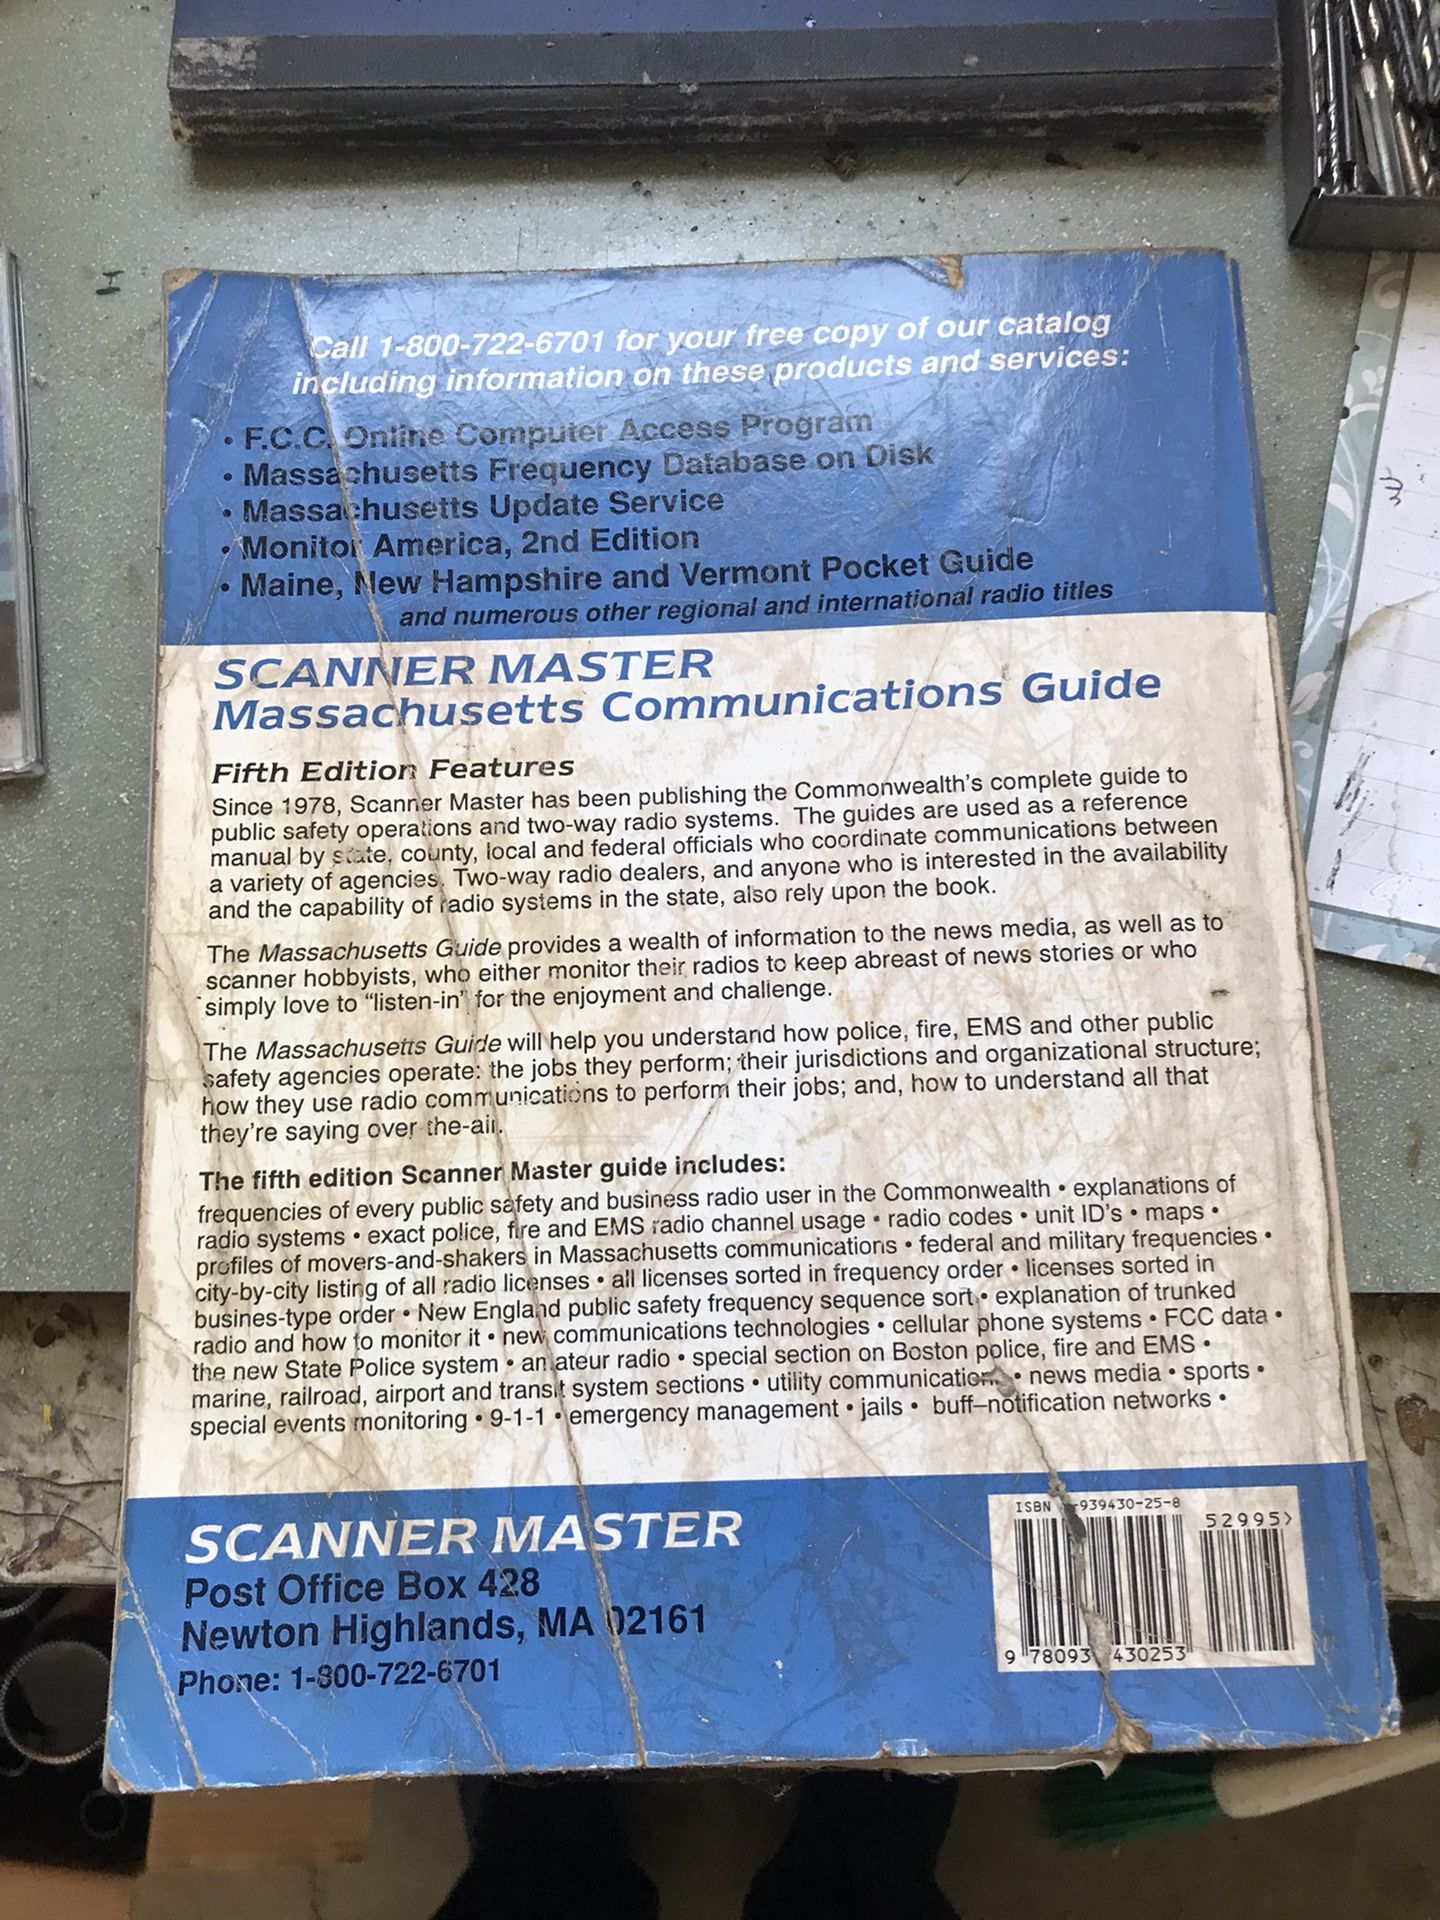 Call 1-800-722-6701 for your free copy of our catalog
including information on these products and services:
• F.C.C. Online Computer Access Program
• Massachusetts Frequency Database on Disk
• Massachusetts Update Service
• Monitor America, 2nd Edition
• Maine, New Hampshire and Vermont Pocket Guide
and numerous other regional and international radio titles
SCANNER MASTER
Massachusetts Communications Guide
Fifth Edition Features
Since 1978, Scanner Master has been publishing the Commonwealth's complete guide to
public safety operations and two-way radio systems. The guides are used as a reference
manual by state, county, local and federal officials who coordinate communications between
a variety of agencies. Two-way radio dealers, and anyone who is interested in the availability
and the capability of radio systems in the state, also rely upon the book.
The Massachusetts Guide provides a wealth of information to the news media, as well as to
scanner hobbyists, who either monitor their radios to keep abreast of news stories or who
simply love to "listen-in" for the enjoyment and challenge.
The Massachusetts Guide will help you understand how police, fire, EMS and other public
safety agencies operate: the jobs they perform; their jurisdictions and organizational structure;
how they use radio communications to perform their jobs; and, how to understand all that
they're saying over the-air.
The fifth edition Scanner Master guide includes:
frequencies of every public safety and business radio user in the Commonwealth • explanations of
radio systems • exact police, fire and EMS radio channel usage • radio codes • unit ID's • maps •
profiles of movers-and-shakers in Massachusetts communications • federal and military frequencies •
city-by-city listing of all radio licenses • all licenses sorted in frequency order • licenses sorted in
busines-type order • New England public safety frequency sequence sort • explanation of trunked
radio and how to monitor it • new communications technologies • cellular phone systems • FCC data •
the new State Police system • amateur radio • special section on Boston police, fire and EMS •
marine, railroad, airport and transit system sections • utility communications • news media • sports •
special events monitoring • 9-1-1 • emergency management • jails • buff–notification networks •
SCANNER MASTER
Post Office Box 428
Newton Highlands, MA 02161
Phone: 1-800-722-6701
ISBN -939430-25-8
52995>
9 78093 430253